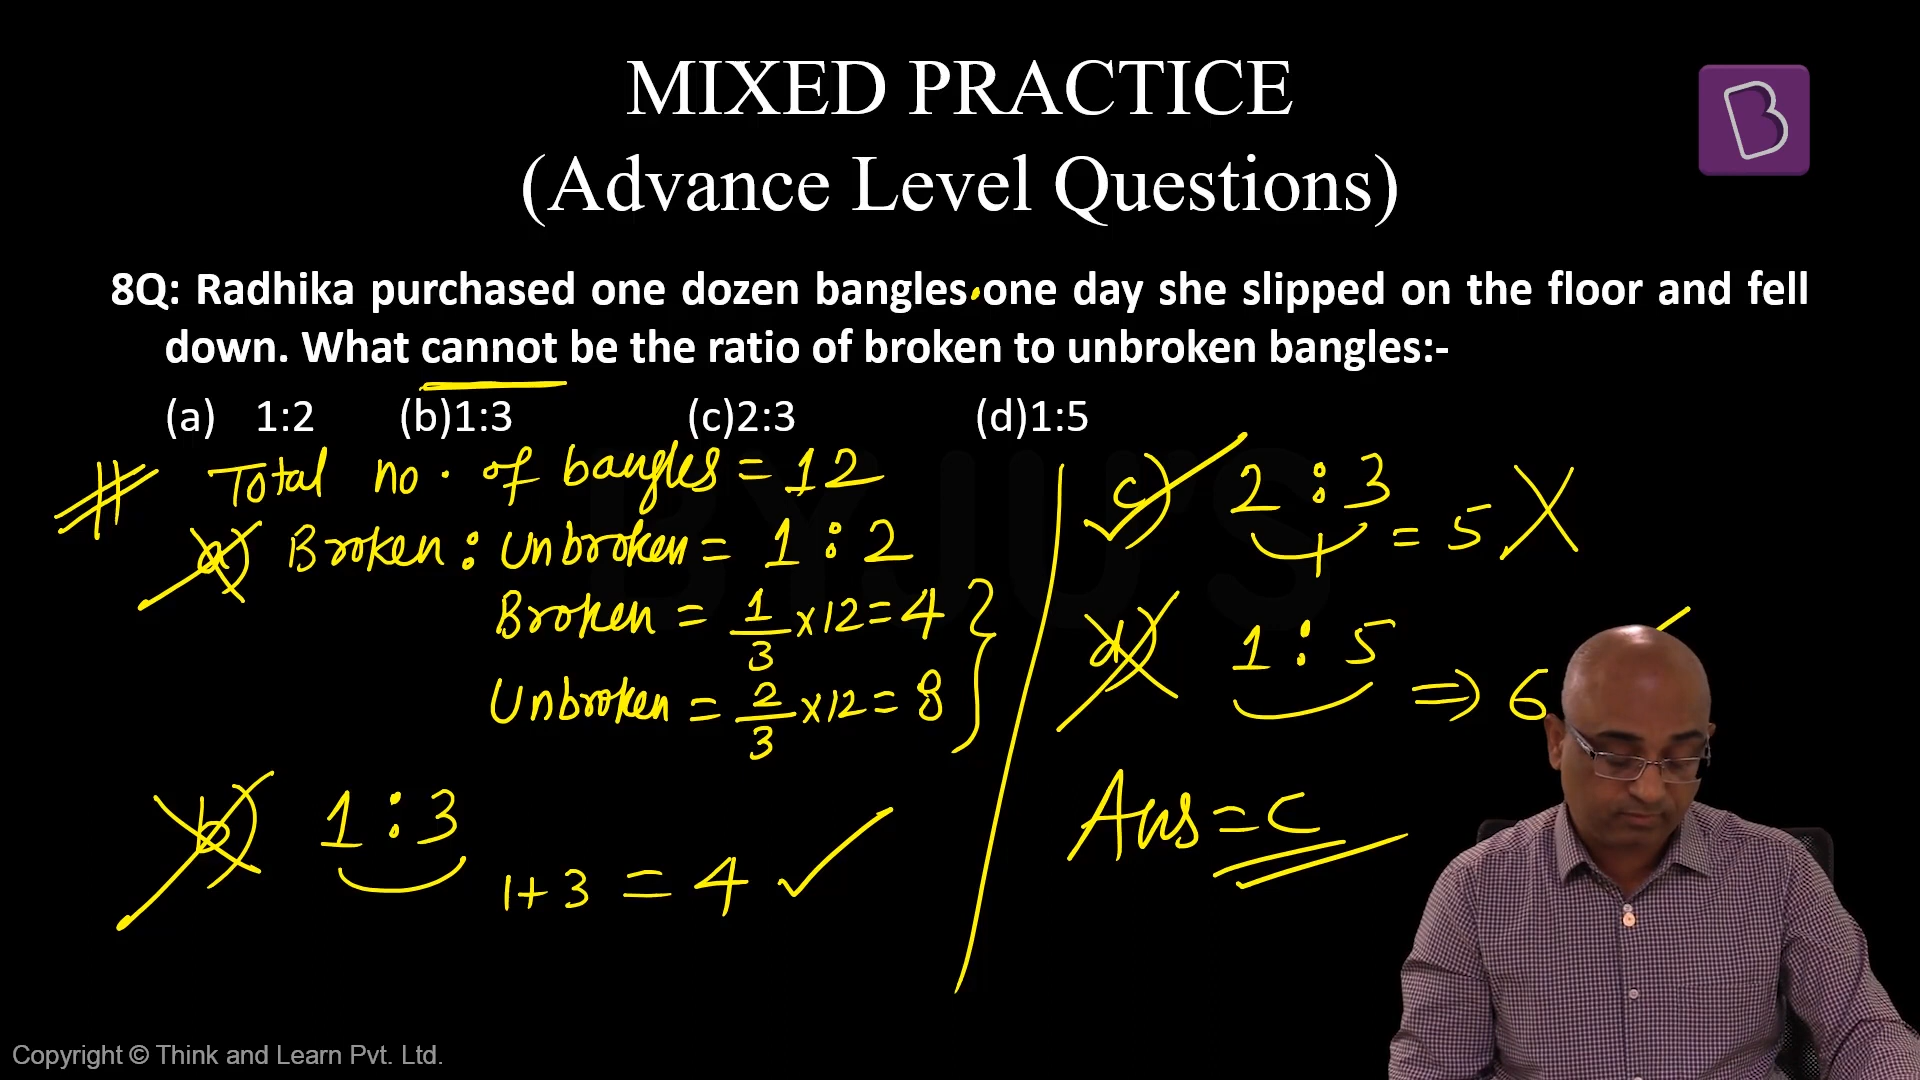 MIXED PRACTICE
(Advance Level Questions)
8Q: Radhika purchased one dozen bangles.one day she slipped on the floor and fell
down. What cannot be the ratio of broken to unbroken bangles:-
(a) 1:2 (b)1:3 (c)2:3 (d)1:5
Total no. of bangles = 12
a) Broken : Unbroken = 1 : 2
Broken = 1/3 x 12 = 4
Unbroken = 2/3 x 12 = 8
b) 1 : 3
1+3 = 4 ✓
c) 2 : 3
= 5 X
d) 1 : 5
⇒ 6
Ans = C
BYJU'S
Copyright © Think and Learn Pvt. Ltd.